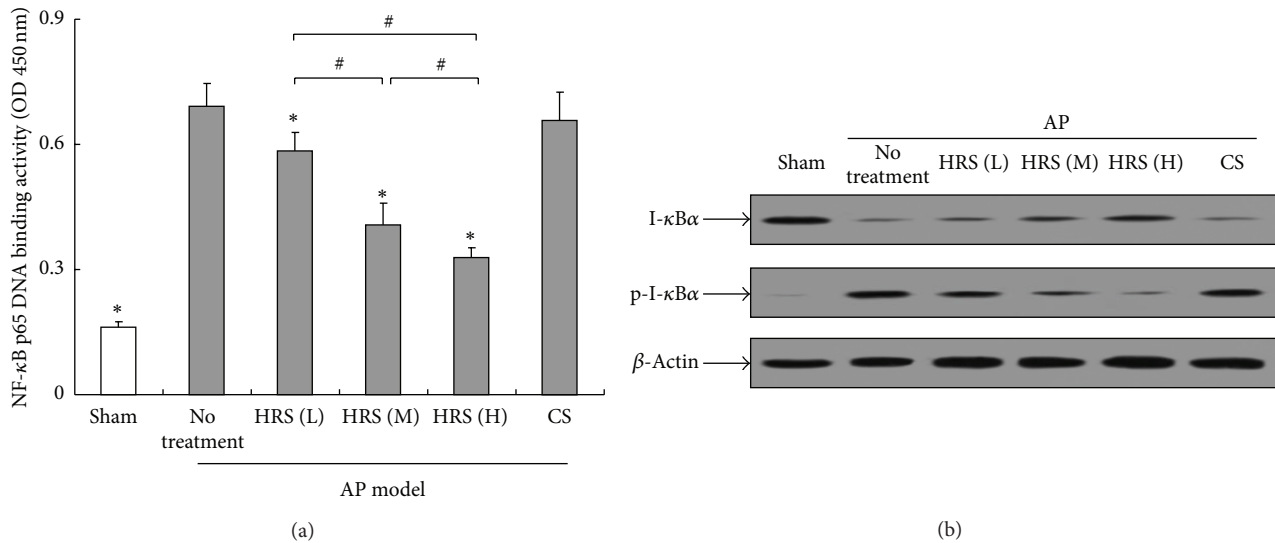 NF-κB p65 DNA binding activity (OD 450 nm)
0.9
0.6
0.3
0
#
#
#
*
*
*
*
Sham
No
treatment
HRS (L)
HRS (M)
HRS (H)
CS
AP model
(a)
AP
Sham
No
treatment
HRS (L)
HRS (M)
HRS (H)
CS
I-κBα
p-I-κBα
β-Actin
(b)